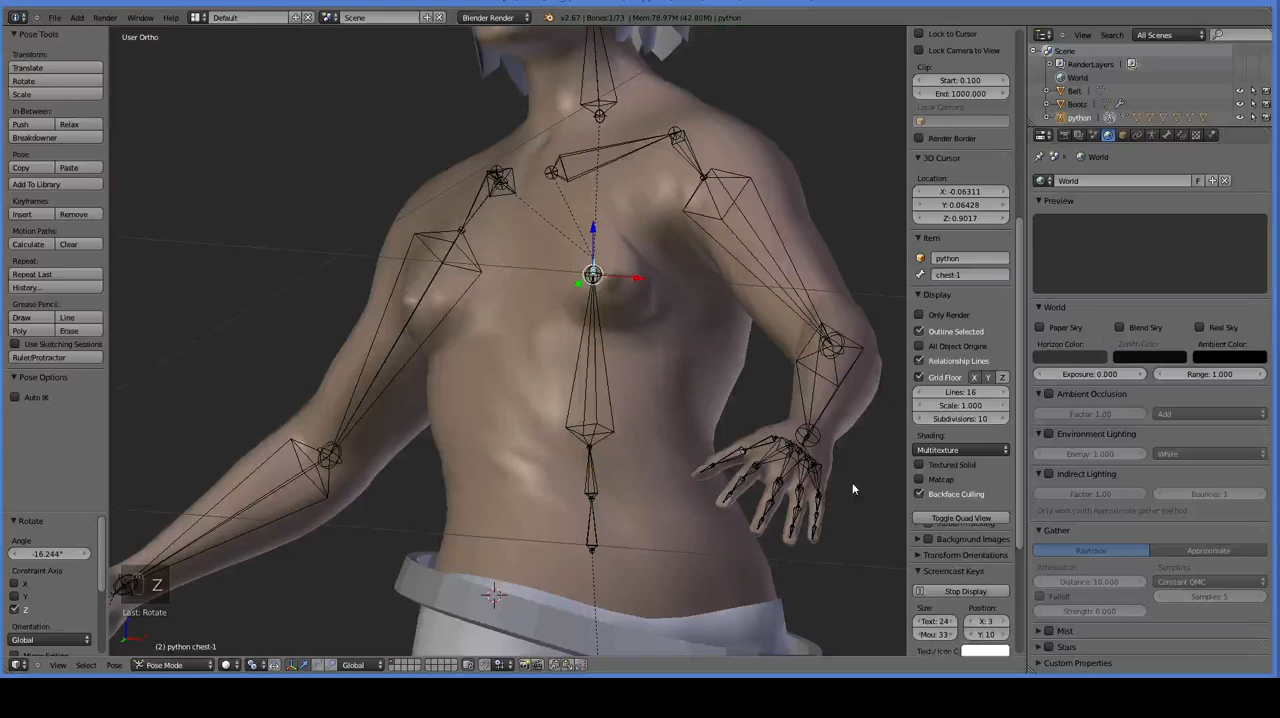 File Add Render Window Help
Default
Scene
Blender Render
v2.67 | Bones:1/73 | Mem:78.97M (42.80M) | python
Pose Tools
Transform:
Translate
Rotate
Scale
In-Between:
Push Relax
Breakdowner
Pose:
Copy Paste
Add To Library
Keyframes:
Insert Remove
Motion Paths:
Calculate Clear
Repeat:
Repeat Last
History...
Grease Pencil:
Draw Line
Poly Erase
Use Sketching Sessions
Ruler/Protractor
Pose Options
Auto IK
Rotate
Angle
-16.244°
Constraint Axis
X
Y
Z
Orientation
Global
User Ortho
Z
Last: Rotate
(2) python chest-1
View Select Pose
Pose Mode
Global
Lock to Cursor
Lock Camera to View
Clip:
Start: 0.100
End: 1000.000
Local Camera:
Render Border
3D Cursor
Location:
X: -0.06311
Y: 0.06428
Z: 0.9017
Item
python
chest-1
Display
Only Render
Outline Selected
All Object Origins
Relationship Lines
Grid Floor X Y Z
Lines: 16
Scale: 1.000
Subdivisions: 10
Shading:
Multitexture
Textured Solid
Matcap
Backface Culling
Toggle Quad View
Background Images
Transform Orientations
Screencast Keys
Stop Display
Size: Position:
Text: 24 X: 3
Mou: 33 Y: 10
View Search All Scenes
Scene
RenderLayers
World
Belt
Boots
python
World
World F
Preview
World
Paper Sky Blend Sky Real Sky
Horizon Color: Zenith Color: Ambient Color:
Exposure: 0.000 Range: 1.000
Ambient Occlusion
Factor: 1.00 Add
Environment Lighting
Energy: 1.000 White
Indirect Lighting
Factor: 1.00 Bounces: 1
Only works with Approximate gather method
Gather
Raytrace Approximate
Attenuation: Sampling:
Distance: 10.000 Constant QMC
Falloff Samples: 5
Strength: 0.000
Mist
Stars
Custom Properties